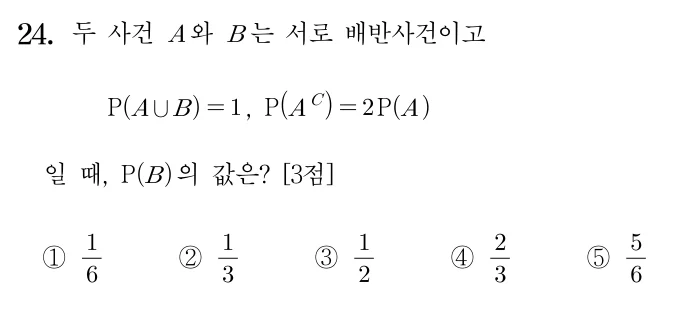 24. 두 사건 A와 B는 서로 배반사건이고
P(A∪B)=1, P(A^C)=2P(A)
일 때, P(B)의 값은? [3점]
① 1/6 ② 1/3 ③ 1/2 ④ 2/3 ⑤ 5/6